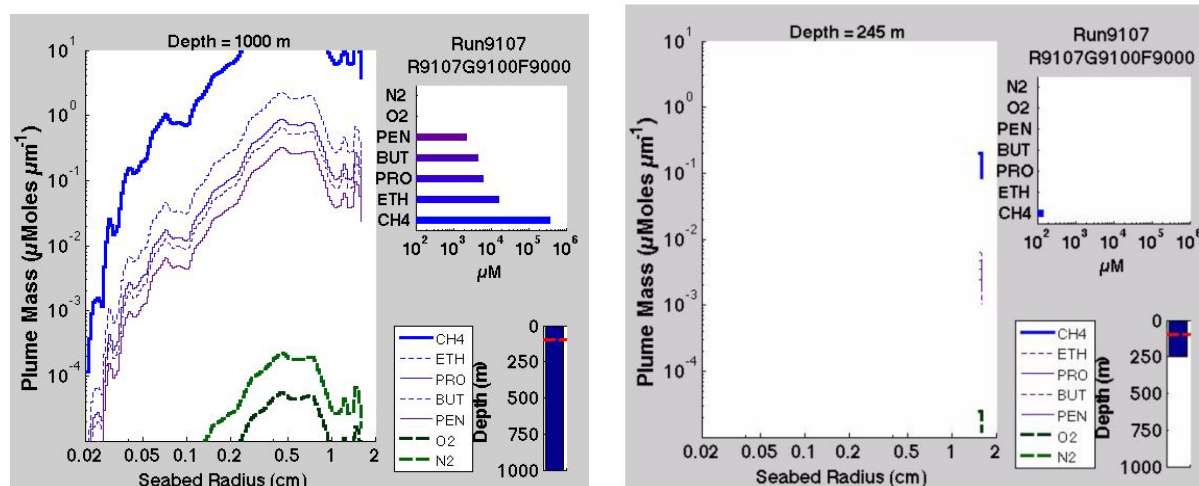 Depth = 1000 m
Run9107
R9107G9100F9000
Plume Mass (µMoles µm⁻¹)
10¹
10⁰
10⁻¹
10⁻²
10⁻³
10⁻⁴
0.02 0.05 0.1 0.2 0.5 1 2
Seabed Radius (cm)
N2
O2
PEN
BUT
PRO
ETH
CH4
10² 10³ 10⁴ 10⁵ 10⁶
µM
CH4
ETH
PRO
BUT
PEN
O2
N2
Depth (m)
0
250
500
750
1000
Depth = 245 m
Run9107
R9107G9100F9000
Plume Mass (µMoles µm⁻¹)
10¹
10⁰
10⁻¹
10⁻²
10⁻³
10⁻⁴
0.02 0.05 0.1 0.2 0.5 1 2
Seabed Radius (cm)
N2
O2
PEN
BUT
PRO
ETH
CH4
10² 10³ 10⁴ 10⁵ 10⁶
µM
CH4
ETH
PRO
BUT
PEN
O2
N2
Depth (m)
0
250
500
750
1000